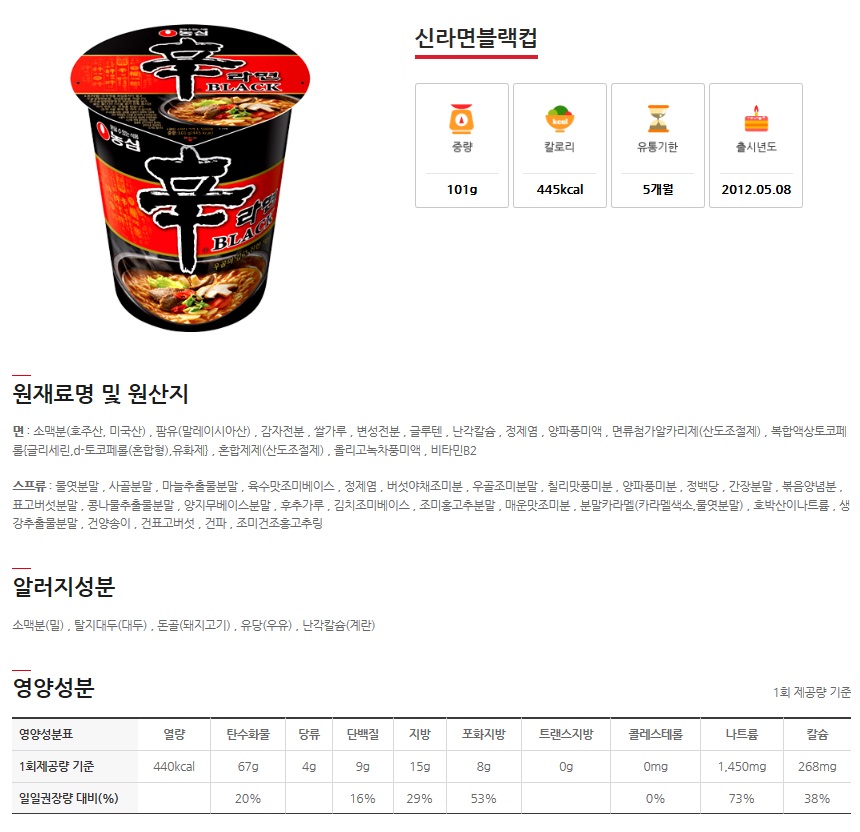 농심
辛
라면
BLACK
농심
辛
라면
BLACK
신라면블랙컵
중량
칼로리
유통기한
출시년도
101g
445kcal
5개월
2012.05.08
원재료명 및 원산지
면 : 소맥분(호주산, 미국산) , 팜유(말레이시아산) , 감자전분 , 쌀가루 , 변성전분 , 글루텐 , 난각칼슘 , 정제염 , 양파풍미액 , 면류첨가알카리제(산도조절제) , 복합액상토코페
롤{글리세린,d-토코페롤(혼합형),유화제} , 혼합제제(산도조절제) , 올리고녹차풍미액 , 비타민B2
스프류 : 물엿분말 , 사골분말 , 마늘추출물분말 , 육수맛조미베이스 , 정제염 , 버섯야채조미분 , 우골조미분말 , 칠리맛풍미분 , 양파풍미분 , 정백당 , 간장분말 , 볶음양념분 ,
표고버섯분말 , 콩나물추출물분말 , 양지무베이스분말 , 후추가루 , 김치조미베이스 , 조미홍고추분말 , 매운맛조미분 , 분말카라멜(카라멜색소,물엿분말) , 호박산이나트륨 , 생
강추출물분말 , 건양송이 , 건표고버섯 , 건파 , 조미건조홍고추링
알러지성분
소맥분(밀) , 탈지대두(대두) , 돈골(돼지고기) , 유당(우유) , 난각칼슘(계란)
영양성분
1회 제공량 기준
영양성분표 열량 탄수화물 당류 단백질 지방 포화지방 트랜스지방 콜레스테롤 나트륨 칼슘
1회제공량 기준 440kcal 67g 4g 9g 15g 8g 0g 0mg 1,450mg 268mg
일일권장량 대비(%) 20% 16% 29% 53% 0% 73% 38%